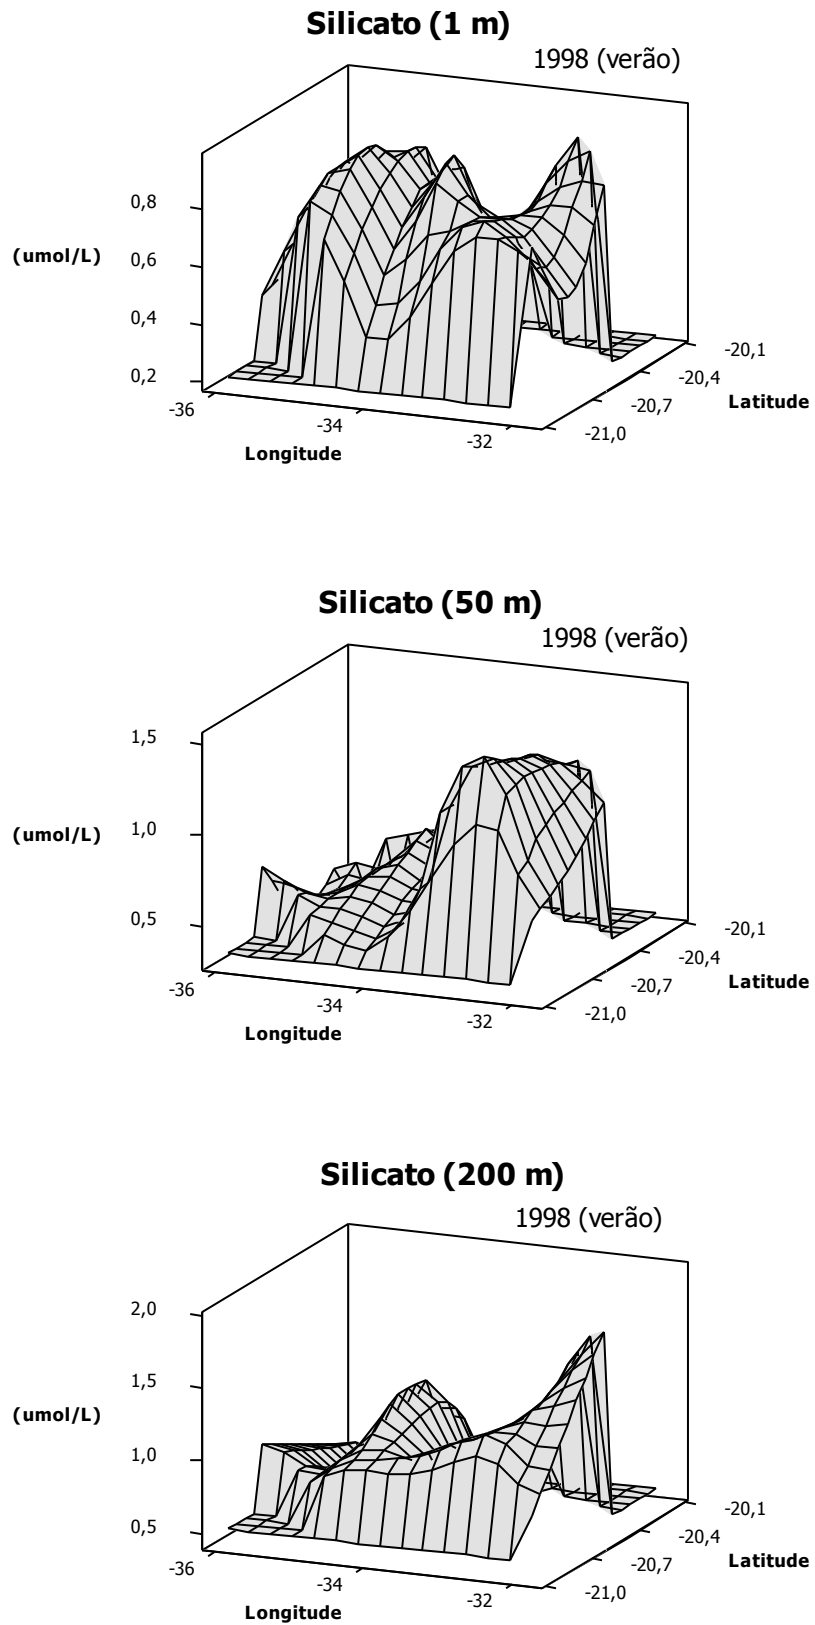 Silicato (1 m)
1998 (verão)
0,8
(umol/L)
0,6
0,4
0,2
-20,1
-20,4
Latitude
-20,7
-36
-34
-21,0
-32
Longitude
Silicato (50 m)
1998 (verão)
1,5
(umol/L)
1,0
0,5
-20,1
-20,4
Latitude
-20,7
-36
-34
-21,0
-32
Longitude
Silicato (200 m)
1998 (verão)
2,0
1,5
(umol/L)
1,0
0,5
-20,1
-20,4
Latitude
-20,7
-36
-34
-21,0
-32
Longitude